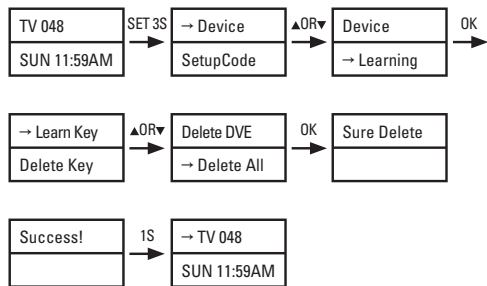 TV 048 SET 3S → Device ▲OR▼ Device OK
SUN 11:59AM SetupCode → Learning
→ Learn Key ▲OR▼ Delete DVE OK Sure Delete
Delete Key → Delete All
Success! 1S → TV 048
SUN 11:59AM